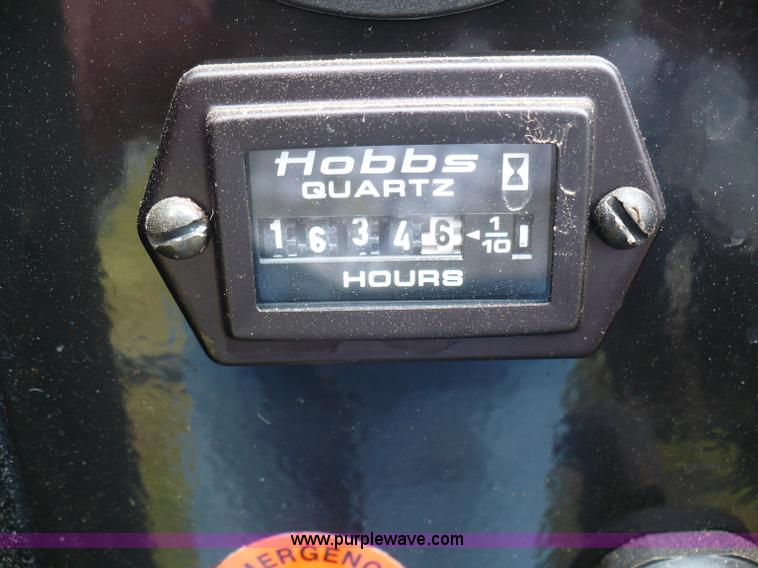 Hobbs
QUARTZ
1 6 3 4 6 ◄ 1/10
HOURS
www.purplewave.com